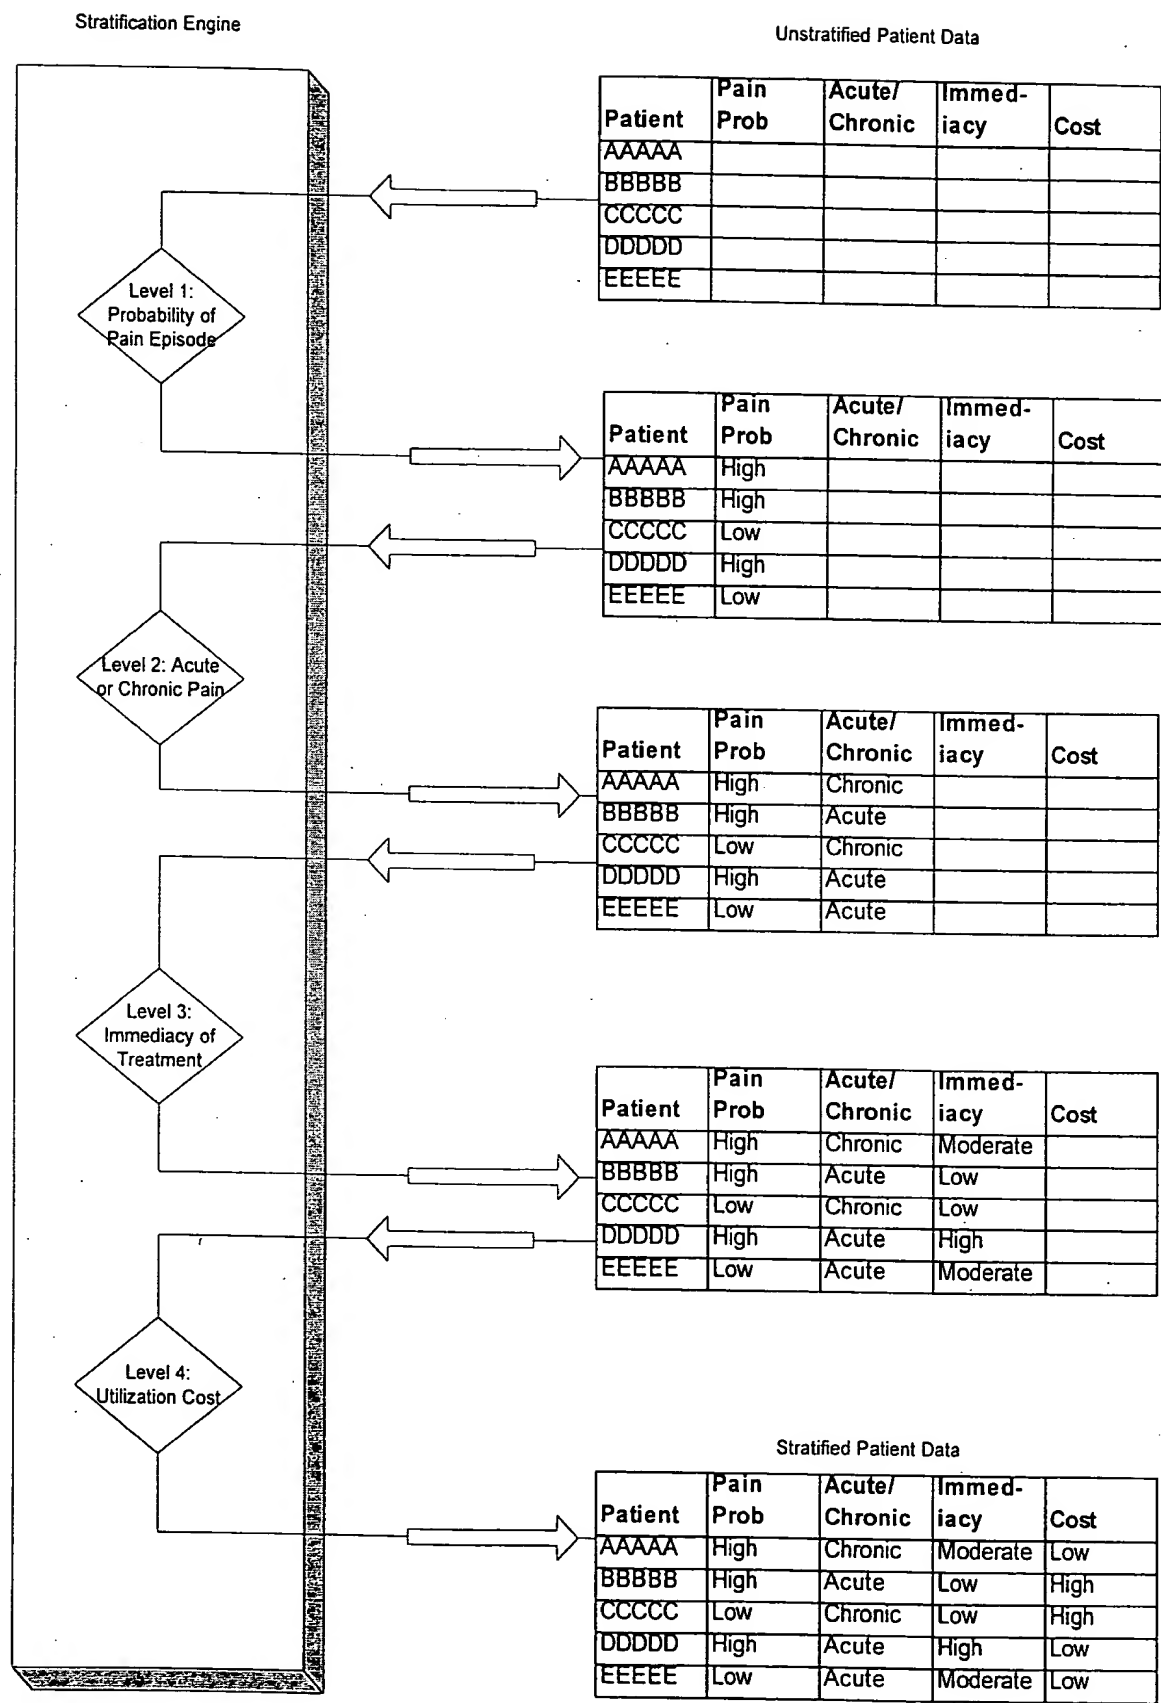 Stratification Engine
Unstratified Patient Data
Patient Pain Prob Acute/ Chronic Immed- iacy Cost
AAAAA
BBBBB
CCCCC
DDDDD
EEEEE
Level 1:
Probability of
Pain Episode
Patient Pain Prob Acute/ Chronic Immed- iacy Cost
AAAAA High
BBBBB High
CCCCC Low
DDDDD High
EEEEE Low
Level 2: Acute
or Chronic Pain
Patient Pain Prob Acute/ Chronic Immed- iacy Cost
AAAAA High Chronic
BBBBB High Acute
CCCCC Low Chronic
DDDDD High Acute
EEEEE Low Acute
Level 3:
Immediacy of
Treatment
Patient Pain Prob Acute/ Chronic Immed- iacy Cost
AAAAA High Chronic Moderate
BBBBB High Acute Low
CCCCC Low Chronic Low
DDDDD High Acute High
EEEEE Low Acute Moderate
Level 4:
Utilization Cost
Stratified Patient Data
Patient Pain Prob Acute/ Chronic Immed- iacy Cost
AAAAA High Chronic Moderate Low
BBBBB High Acute Low High
CCCCC Low Chronic Low High
DDDDD High Acute High Low
EEEEE Low Acute Moderate Low